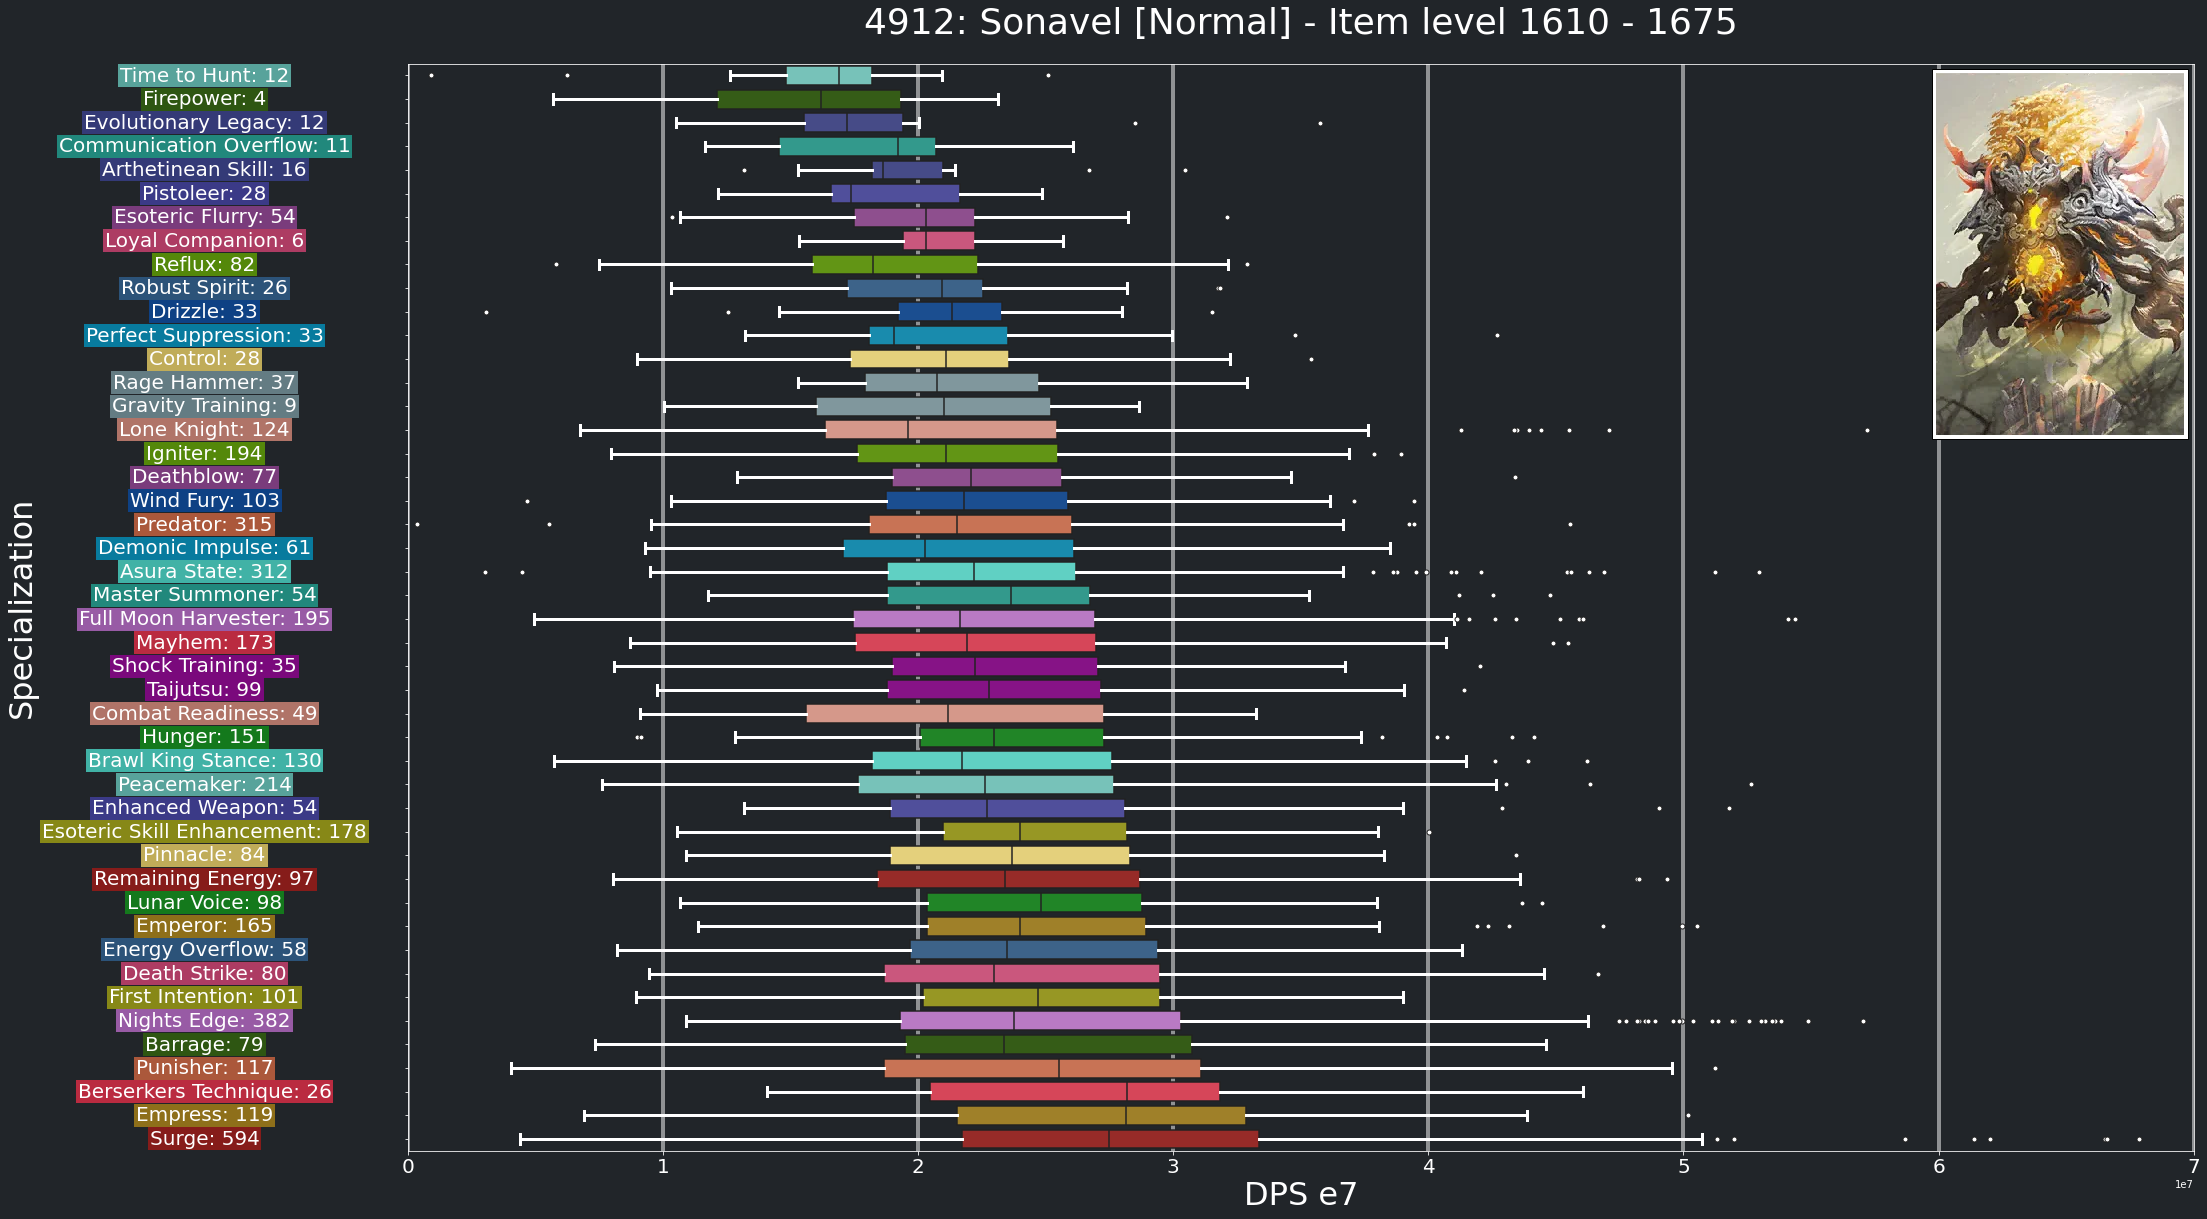 4912: Sonavel [Normal] - Item level 1610 - 1675
Specialization
Time to Hunt: 12
Firepower: 4
Evolutionary Legacy: 12
Communication Overflow: 11
Arthetinean Skill: 16
Pistoleer: 28
Esoteric Flurry: 54
Loyal Companion: 6
Reflux: 82
Robust Spirit: 26
Drizzle: 33
Perfect Suppression: 33
Control: 28
Rage Hammer: 37
Gravity Training: 9
Lone Knight: 124
Igniter: 194
Deathblow: 77
Wind Fury: 103
Predator: 315
Demonic Impulse: 61
Asura State: 312
Master Summoner: 54
Full Moon Harvester: 195
Mayhem: 173
Shock Training: 35
Taijutsu: 99
Combat Readiness: 49
Hunger: 151
Brawl King Stance: 130
Peacemaker: 214
Enhanced Weapon: 54
Esoteric Skill Enhancement: 178
Pinnacle: 84
Remaining Energy: 97
Lunar Voice: 98
Emperor: 165
Energy Overflow: 58
Death Strike: 80
First Intention: 101
Nights Edge: 382
Barrage: 79
Punisher: 117
Berserkers Technique: 26
Empress: 119
Surge: 594
0 1 2 3 4 5 6 7
DPS e7
1e7